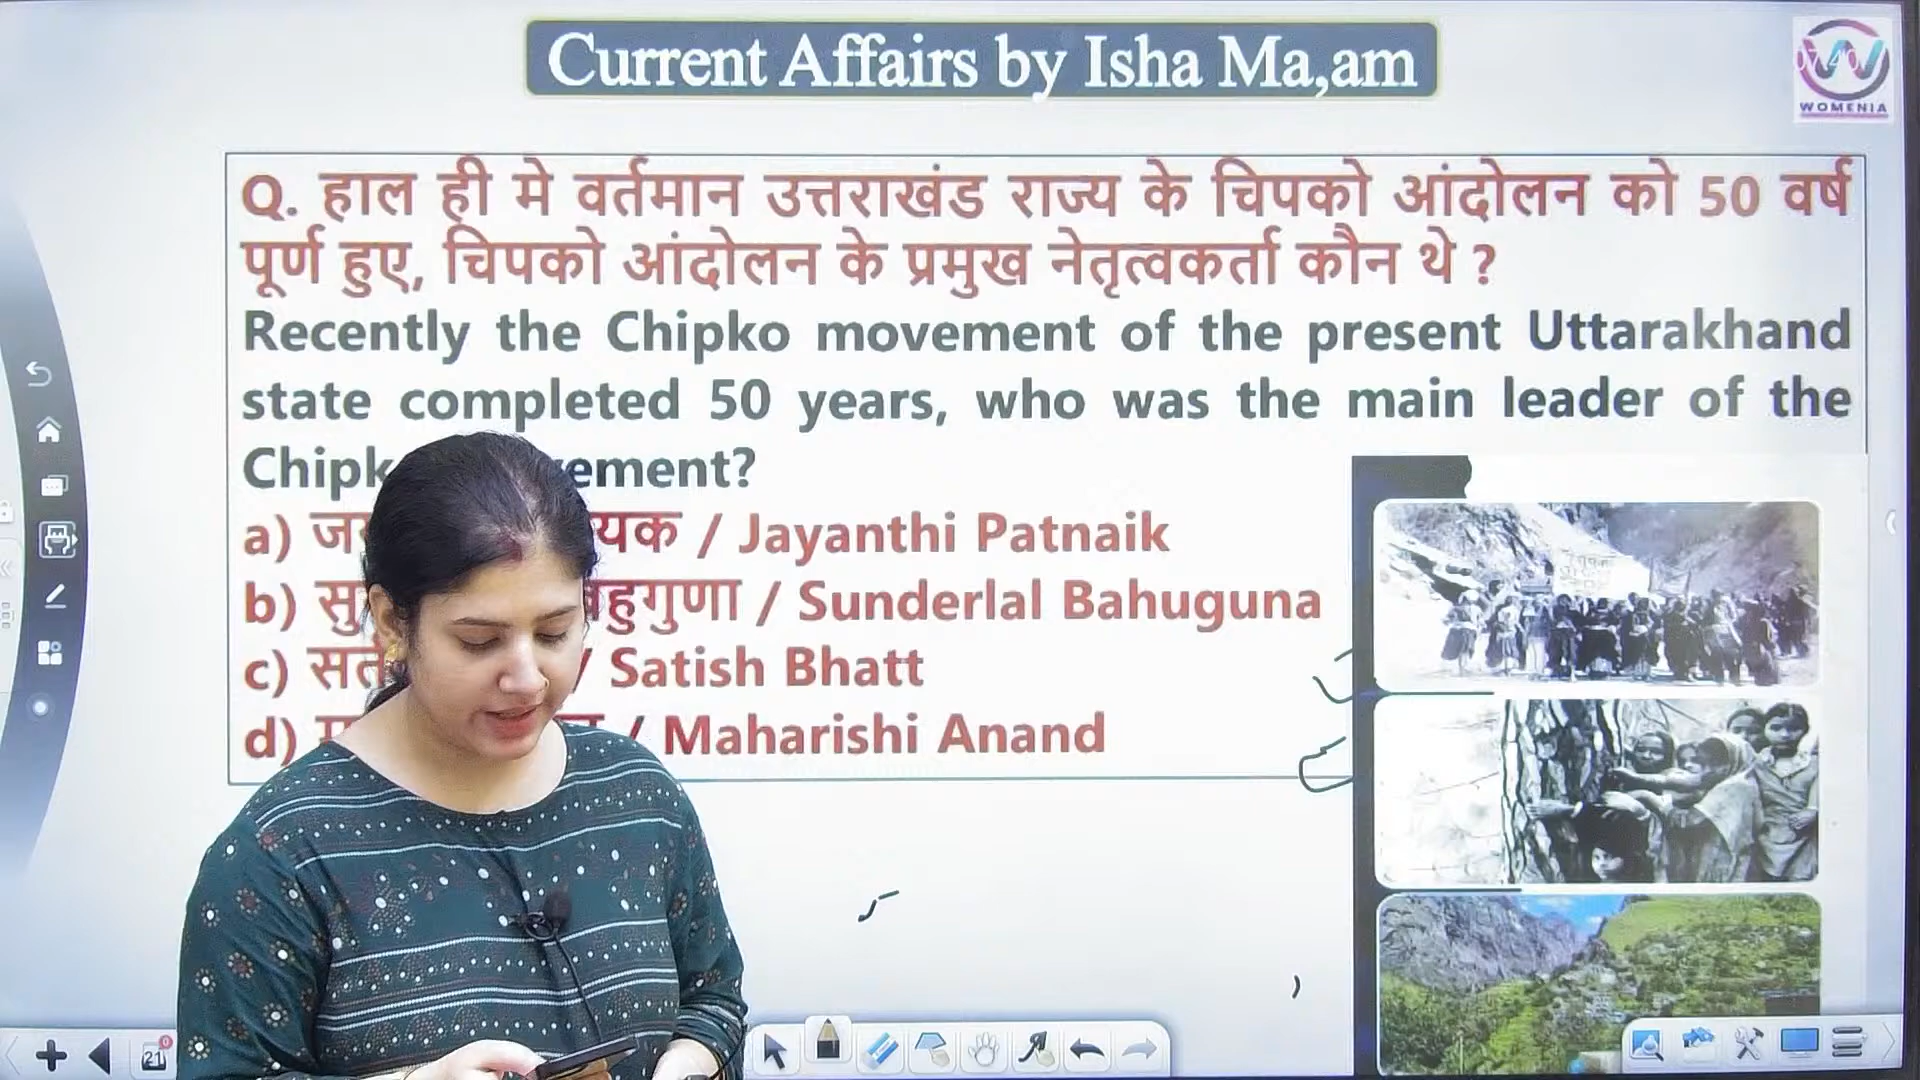 Current Affairs by Isha Ma,am
WOMENIA
Q. हाल ही मे वर्तमान उत्तराखंड राज्य के चिपको आंदोलन को 50 वर्ष
पूर्ण हुए, चिपको आंदोलन के प्रमुख नेतृत्वकर्ता कौन थे ?
Recently the Chipko movement of the present Uttarakhand
state completed 50 years, who was the main leader of the
Chipk ement?
a) / Jayanthi Patnaik
b) / Sunderlal Bahuguna
c) / Satish Bhatt
d) / Maharishi Anand
21